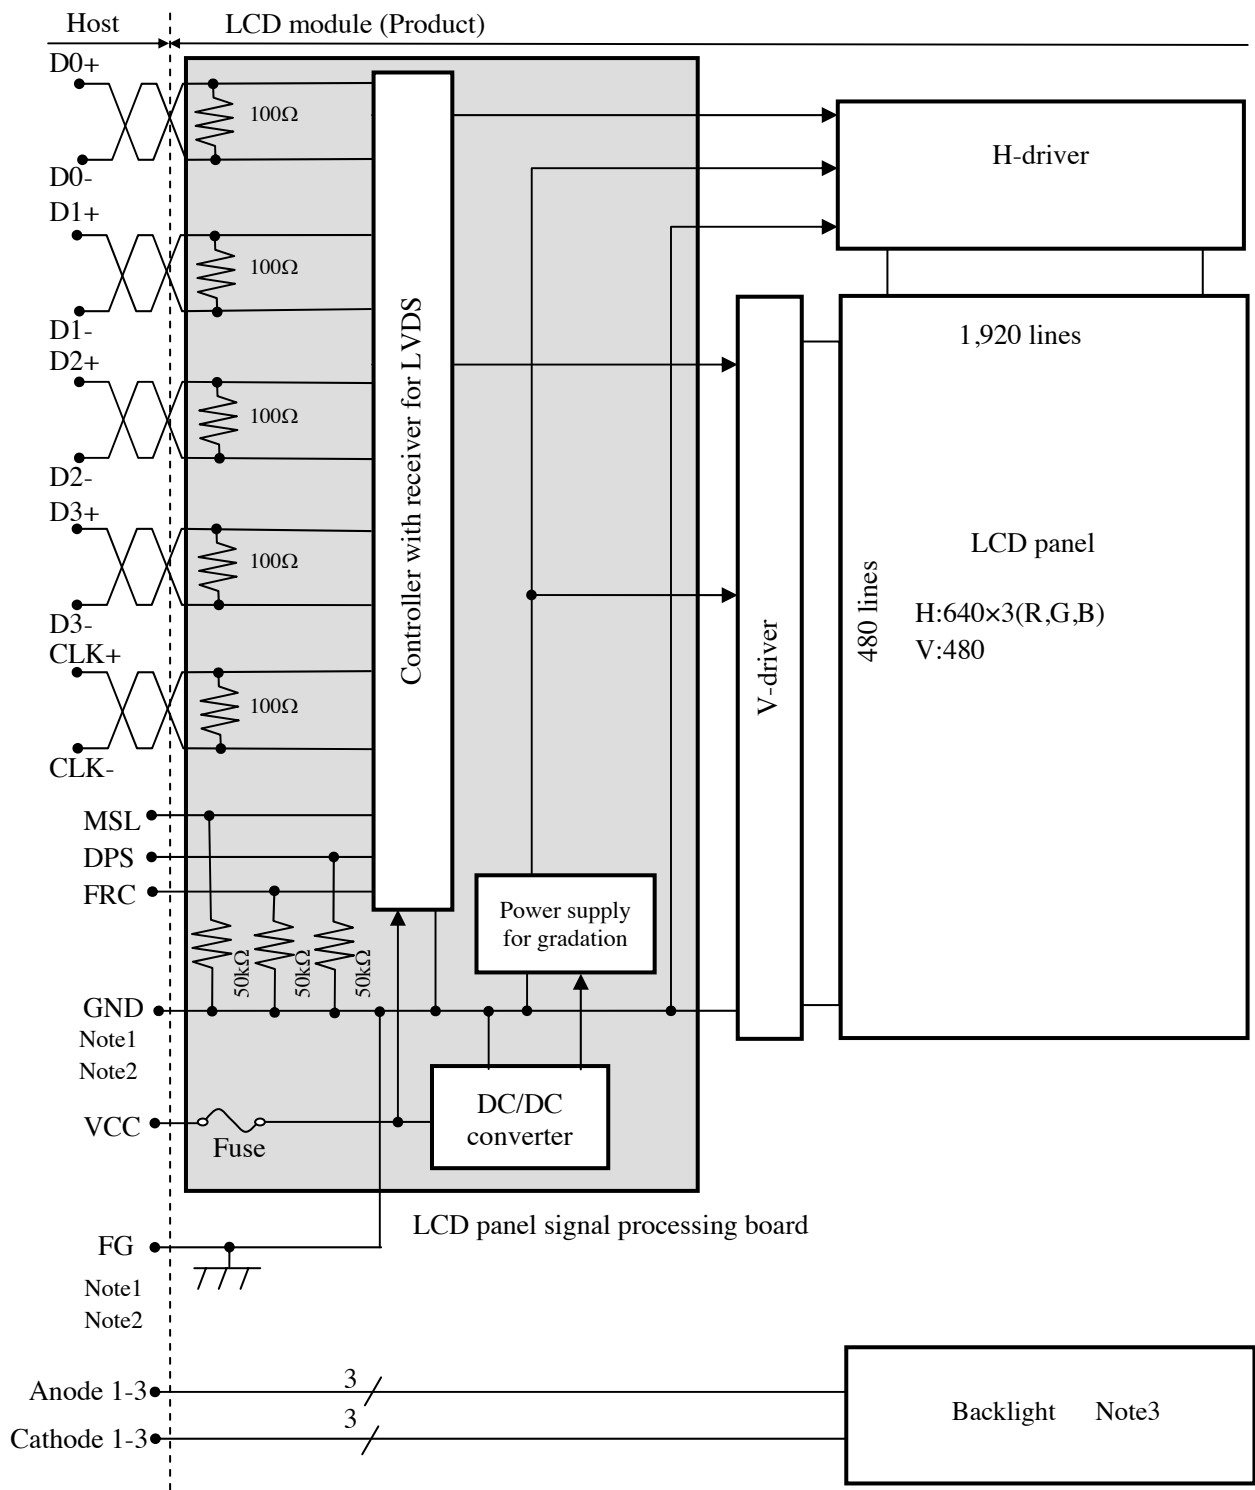 Host
LCD module (Product)
D0+
100Ω
D0-
D1+
100Ω
D1-
D2+
100Ω
D2-
D3+
100Ω
D3-
CLK+
100Ω
CLK-
MSL
DPS
FRC
50kΩ
50kΩ
50kΩ
GND
Note1
Note2
VCC
Fuse
Controller with receiver for LVDS
Power supply
for gradation
DC/DC
converter
LCD panel signal processing board
H-driver
V-driver
1,920 lines
480 lines
LCD panel
H:640×3(R,G,B)
V:480
FG
Note1
Note2
Anode 1-3
3
Cathode 1-3
3
Backlight Note3